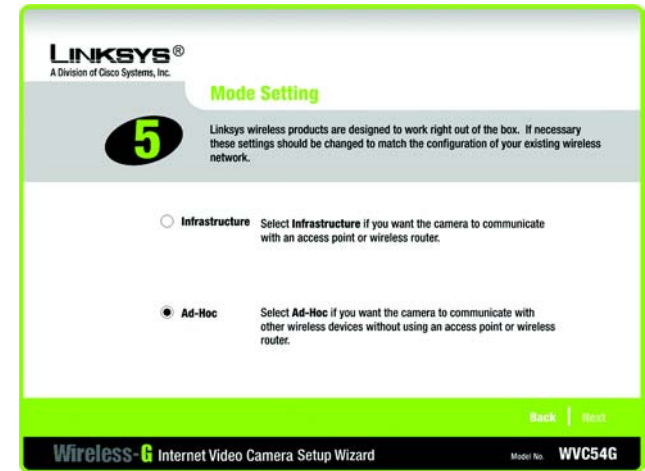 LINKSYS®
A Division of Cisco Systems, Inc.
Mode Setting
5
Linksys wireless products are designed to work right out of the box. If necessary
these settings should be changed to match the configuration of your existing wireless
network.
Infrastructure
Select Infrastructure if you want the camera to communicate
with an access point or wireless router.
Ad-Hoc
Select Ad-Hoc if you want the camera to communicate with
other wireless devices without using an access point or wireless
router.
Back | Next
Wireless-G Internet Video Camera Setup Wizard
Model No. WVC54G